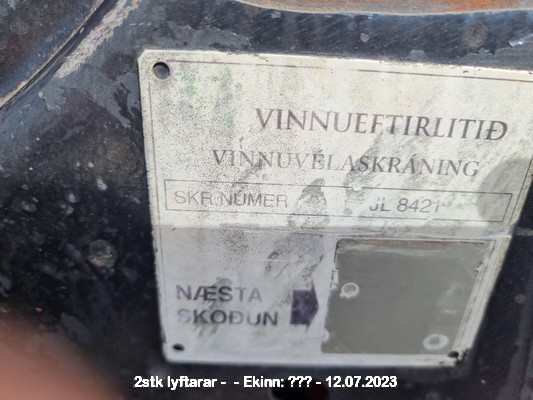 VINNUEFTIRLITIÐ
VINNUVÉLASKRÁNING
SKR.NÚMER JL 8421
NÆSTA
SKOÐUN
2stk lyftarar - - Ekinn: ??? - 12.07.2023